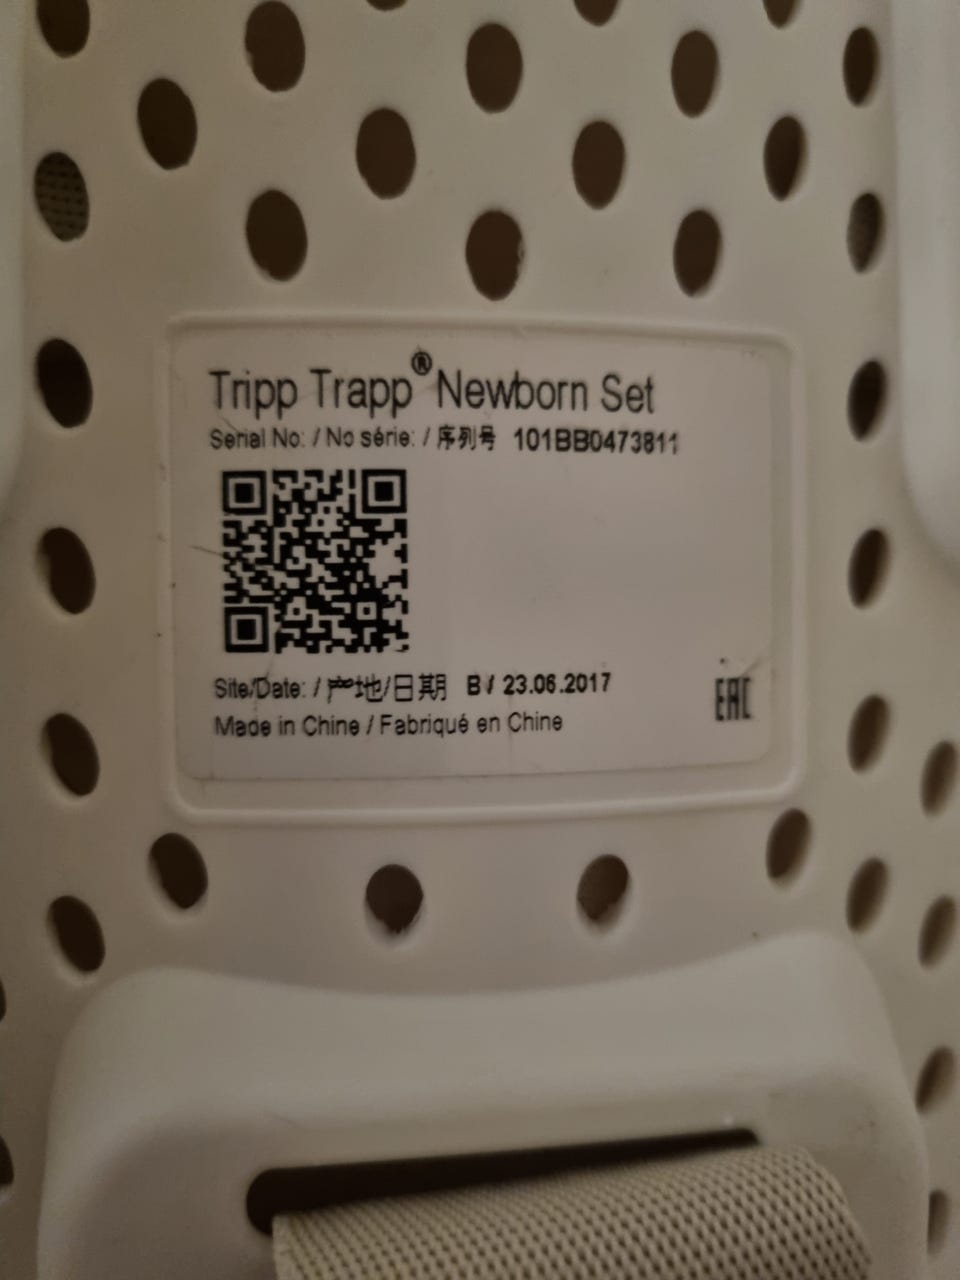 Tripp Trapp® Newborn Set
Serial No: / No série: / 序列号 101BB0473811
Site/Date: / 产地/日期 B / 23.06.2017
EAC
Made in China / Fabriqué en Chine